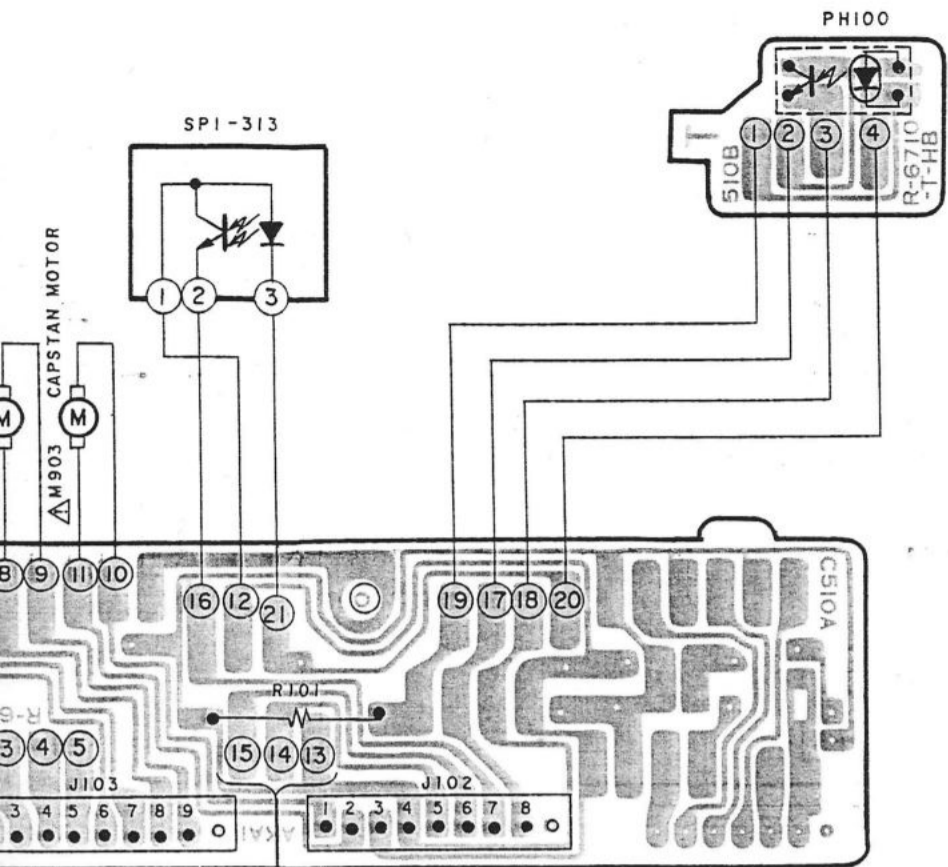 PH100
SPI-313
1 2 3 4
510B
R-6710
-T-HB
1 2 3
CAPSTAN MOTOR
M M
⚠M903
8 9 11 10
16 12 21
19 17 18 20
C510A
R101
R-6
3 4 5
15 14 13
J103
J102
3 4 5 6 7 8 9
1 2 3 4 5 6 7 8
AKAI